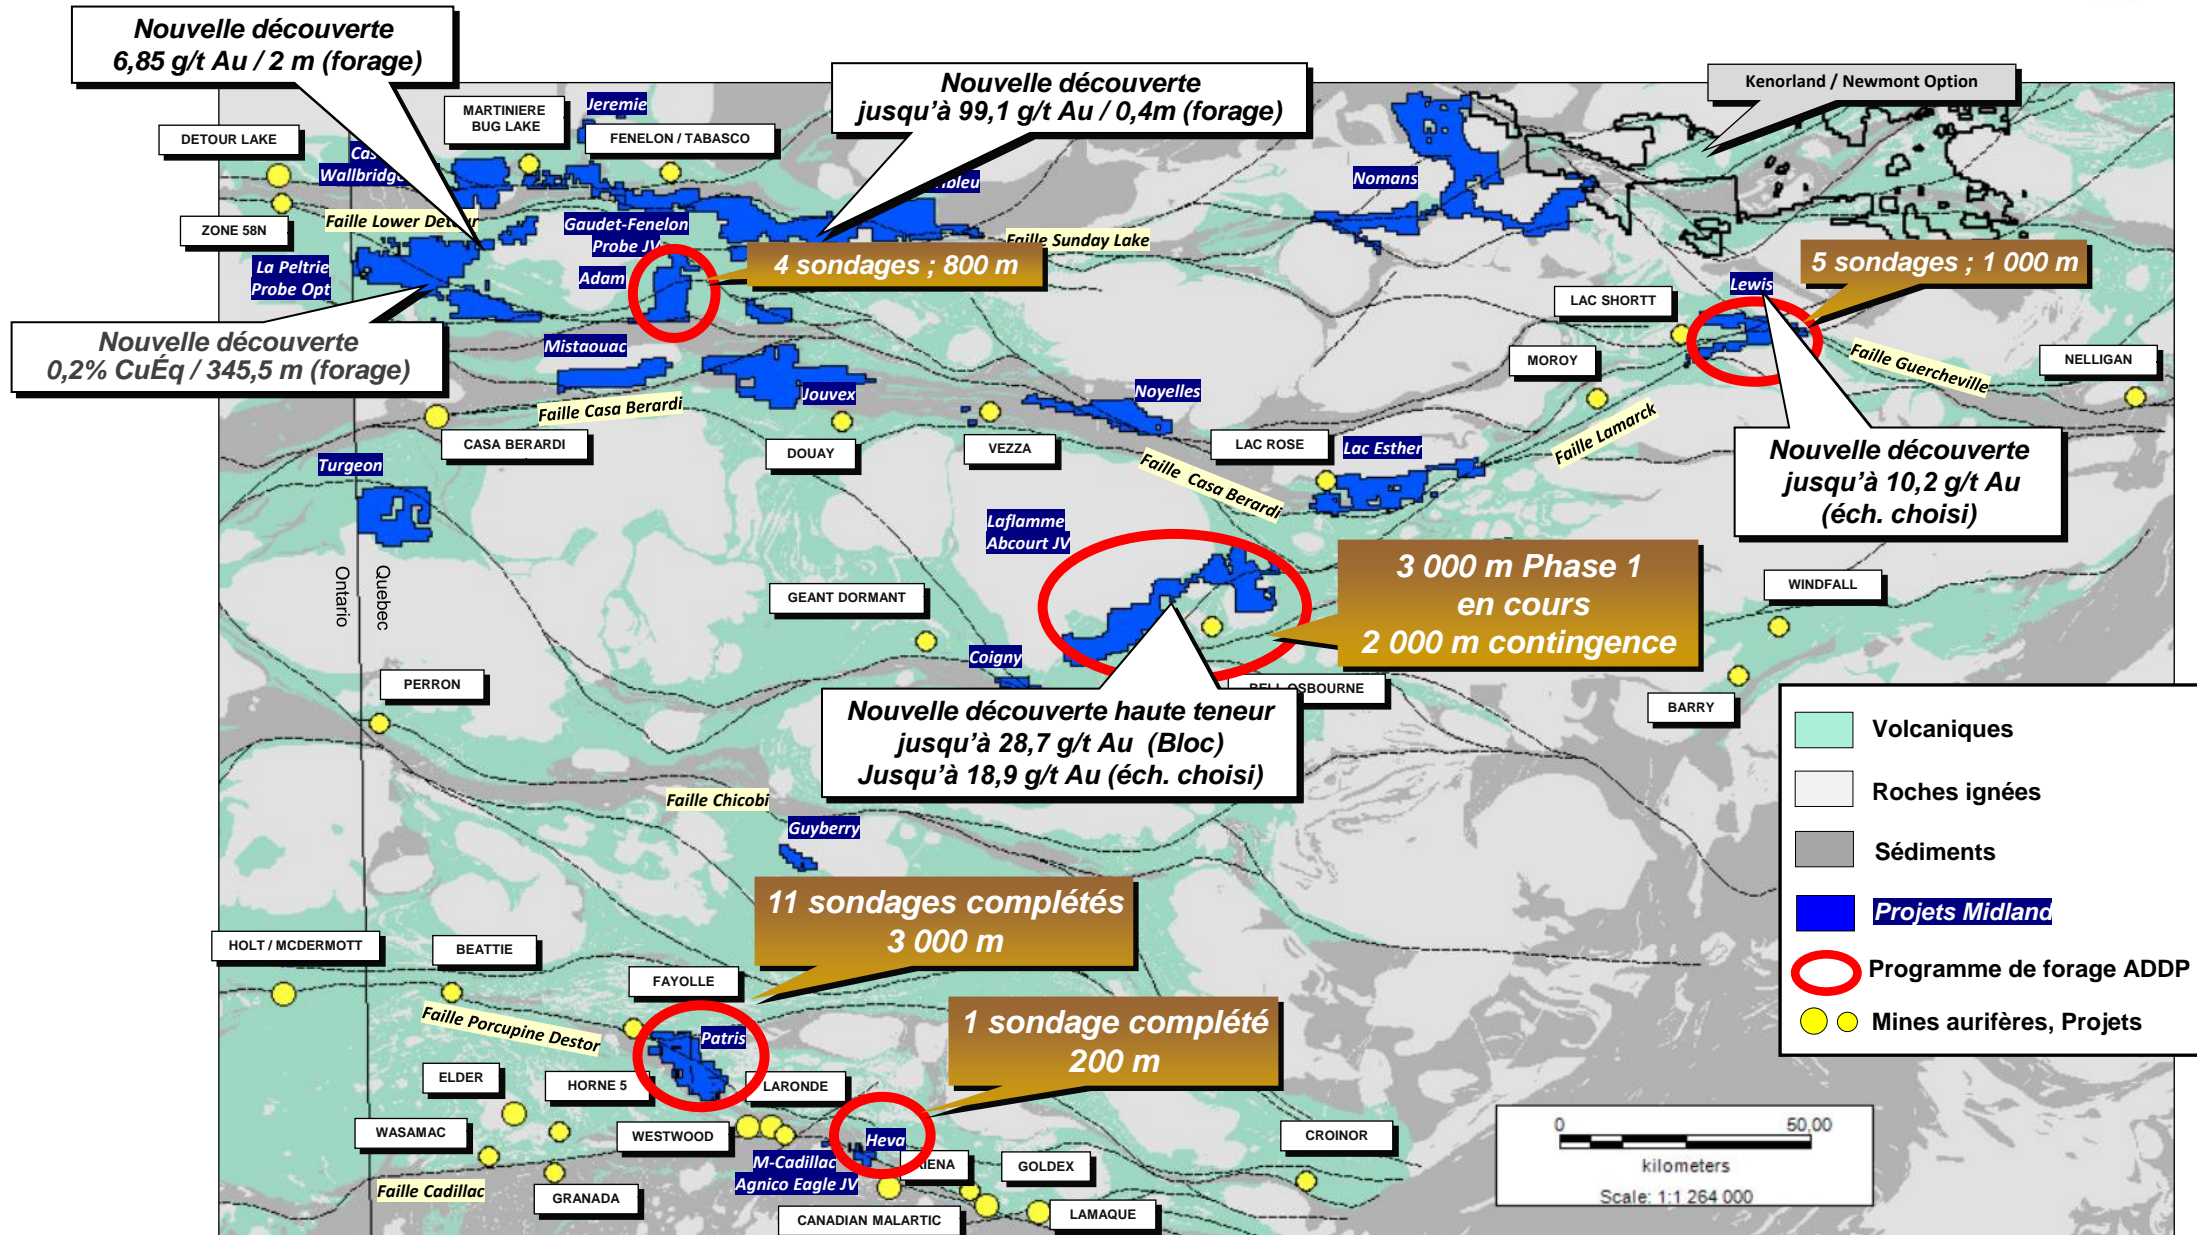 Nouvelle découverte
6,85 g/t Au / 2 m (forage)
Nouvelle découverte
jusqu'à 99,1 g/t Au / 0,4m (forage)
Kenorland / Newmont Option
MARTINIERE
BUG LAKE
Jeremie
DETOUR LAKE
FENELON / TABASCO
Wallbridge
Nomans
ZONE 58N
Faille Lower Detour
Gaudet-Fenelon
Probe JV
Faille Sunday Lake
La Peltrie
Probe Opt
Adam
4 sondages ; 800 m
5 sondages ; 1 000 m
Lewis
LAC SHORTT
Nouvelle découverte
0,2% CuÉq / 345,5 m (forage)
Mistaouac
MOROY
Faille Guercheville
NELLIGAN
Jouvex
Noyelles
Faille Casa Berardi
CASA BERARDI
DOUAY
VEZZA
LAC ROSE
Lac Esther
Faille Lamarck
Nouvelle découverte
jusqu'à 10,2 g/t Au
(éch. choisi)
Turgeon
Faille Casa Berardi
Laflamme
Abcourt JV
Ontario
Quebec
3 000 m Phase 1
en cours
2 000 m contingence
GEANT DORMANT
WINDFALL
Coigny
PERRON
OSBOURNE
BARRY
Nouvelle découverte haute teneur
jusqu'à 28,7 g/t Au (Bloc)
Jusqu'à 18,9 g/t Au (éch. choisi)
Volcaniques
Roches ignées
Sédiments
Projets Midland
Programme de forage ADDP
Mines aurifères, Projets
Faille Chicobi
Guyberry
11 sondages complétés
3 000 m
HOLT / MCDERMOTT
BEATTIE
FAYOLLE
Faille Porcupine Destor
Patris
1 sondage complété
200 m
ELDER
HORNE 5
LARONDE
WASAMAC
WESTWOOD
Heva
CROINOR
M-Cadillac
Agnico Eagle JV
GOLDEX
Faille Cadillac
GRANADA
CANADIAN MALARTIC
LAMAQUE
0 50,00
kilometers
Scale: 1:1 264 000